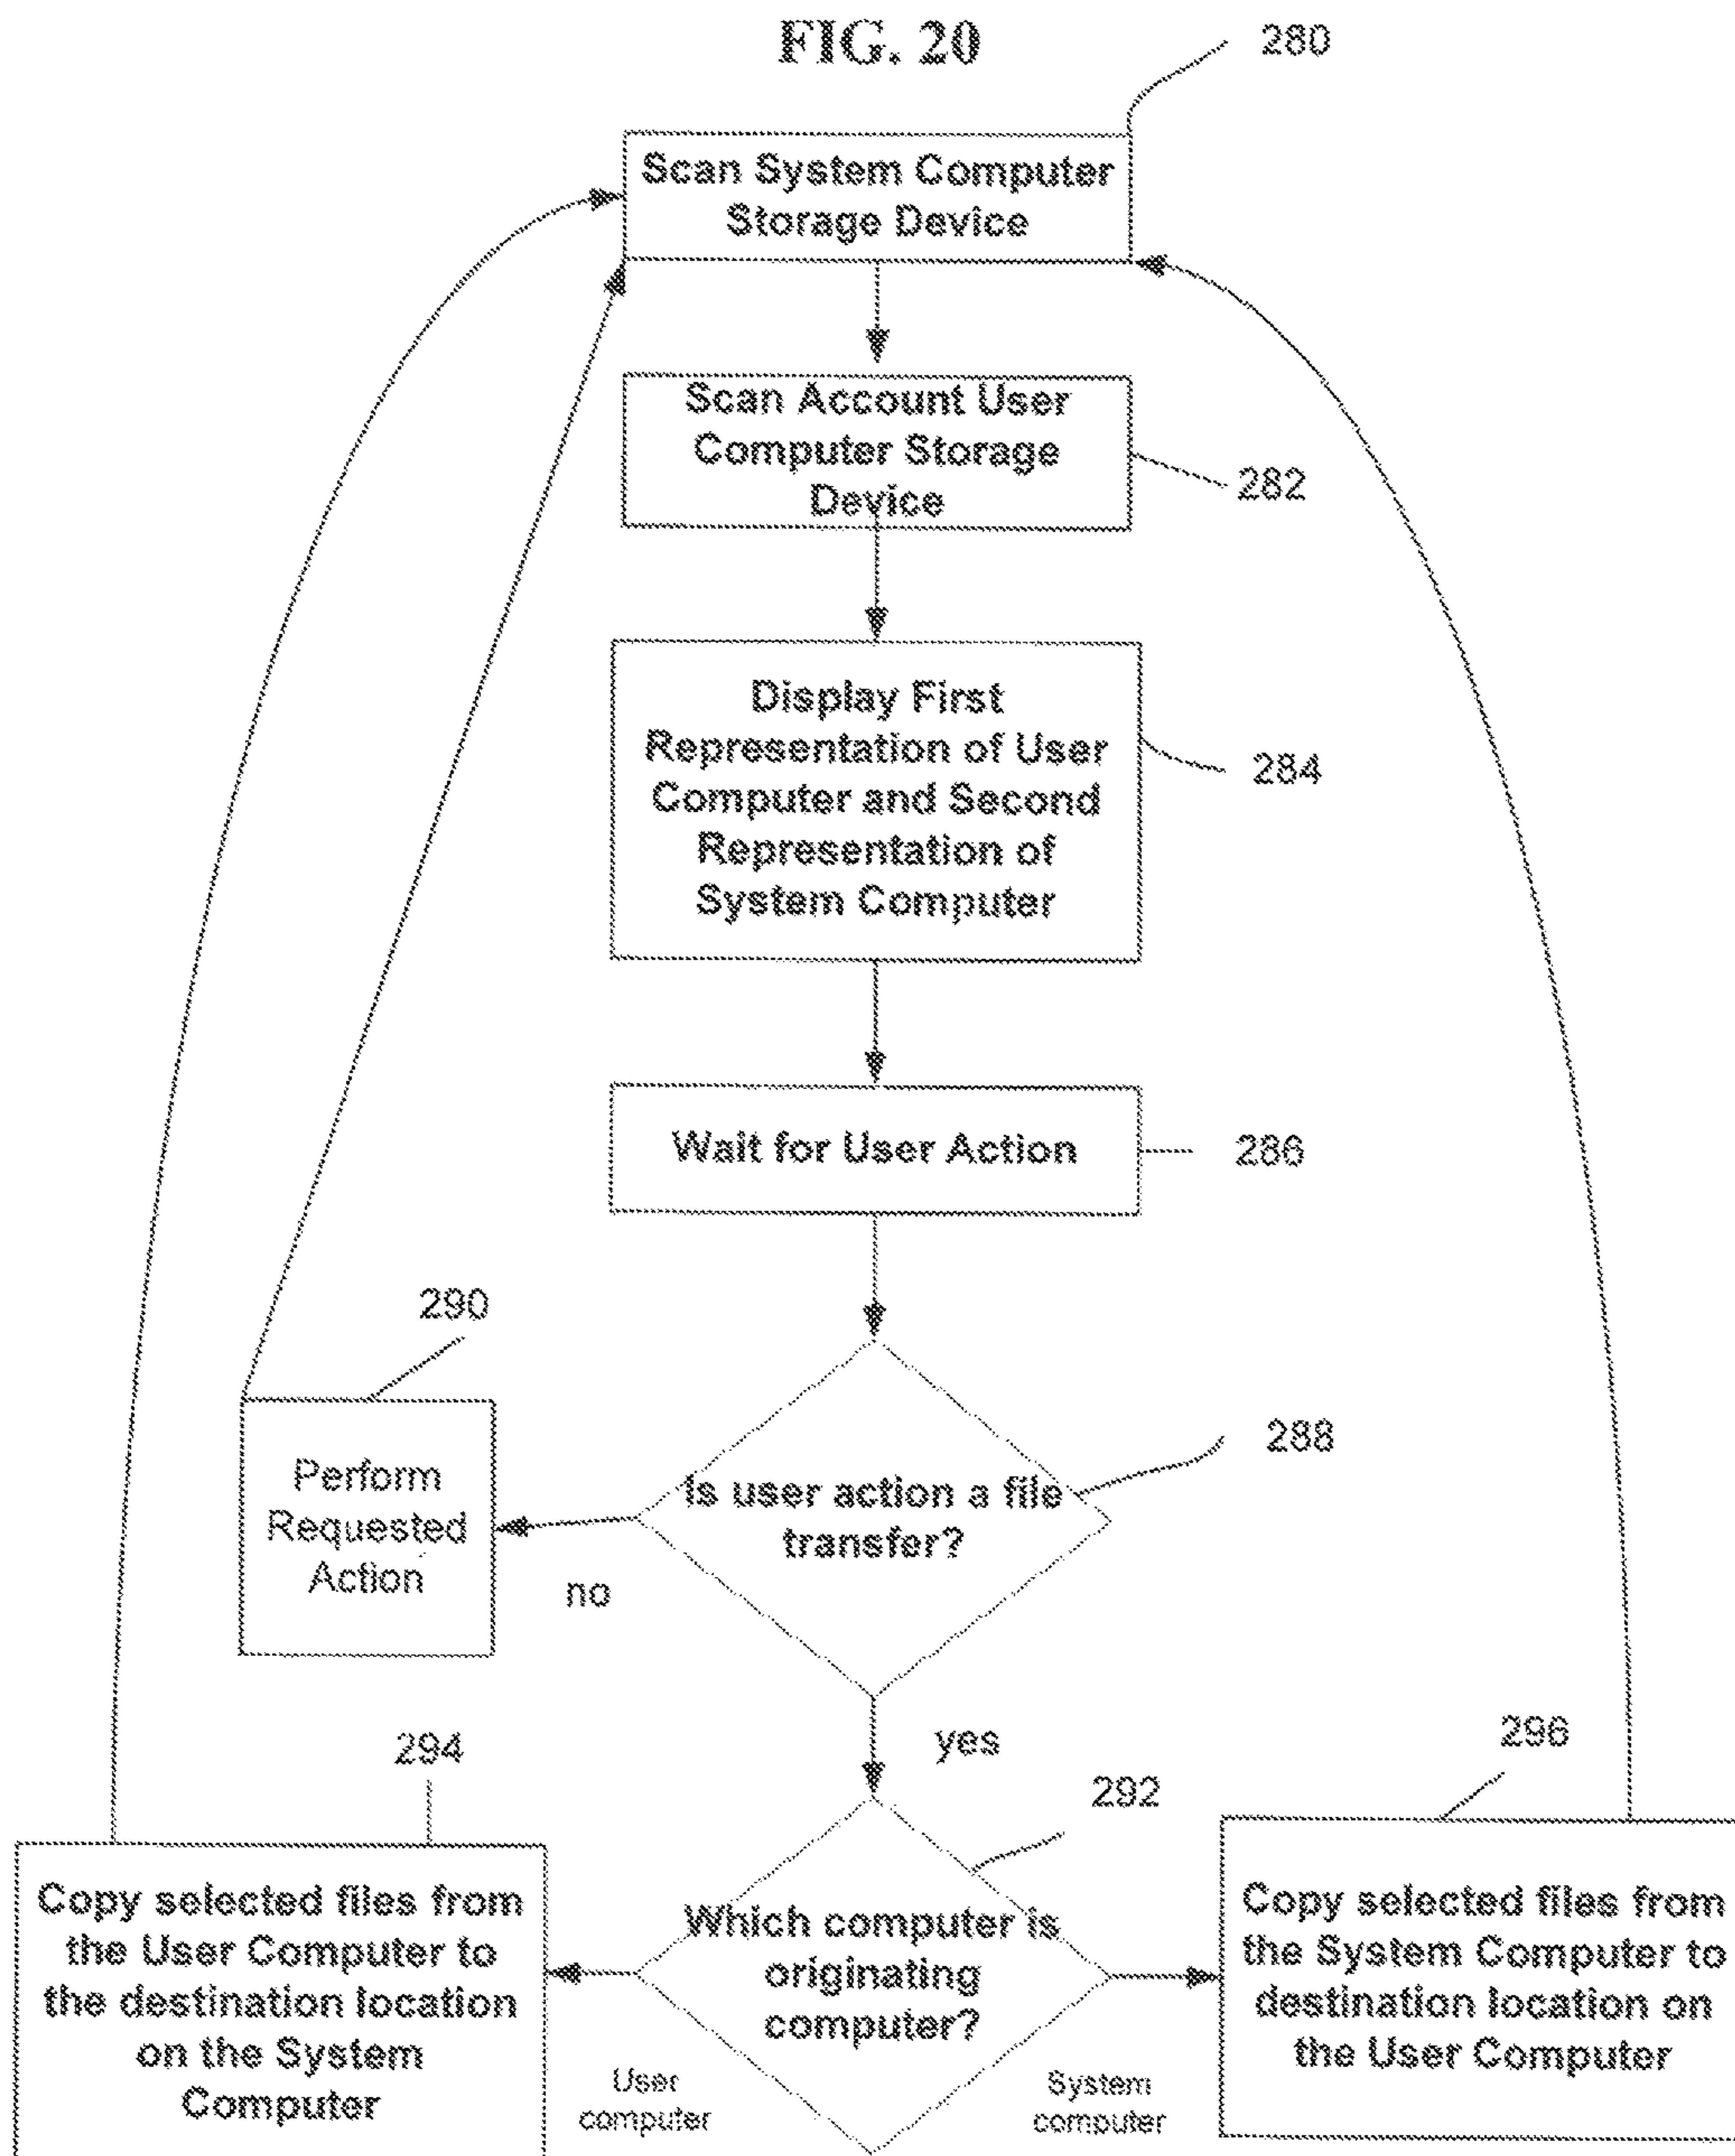 FIG. 20
280
Scan System Computer
Storage Device
Scan Account User
Computer Storage
Device
282
Display First
Representation of User
Computer and Second
Representation of
System Computer
284
Wait for User Action
286
290
288
Perform
Requested
Action
Is user action a file
transfer?
no
yes
294
292
296
Copy selected files from
the User Computer to
the destination location
on the System
Computer
Which computer is
originating
computer?
Copy selected files from
the System Computer to
destination location on
the User Computer
User
computer
System
computer